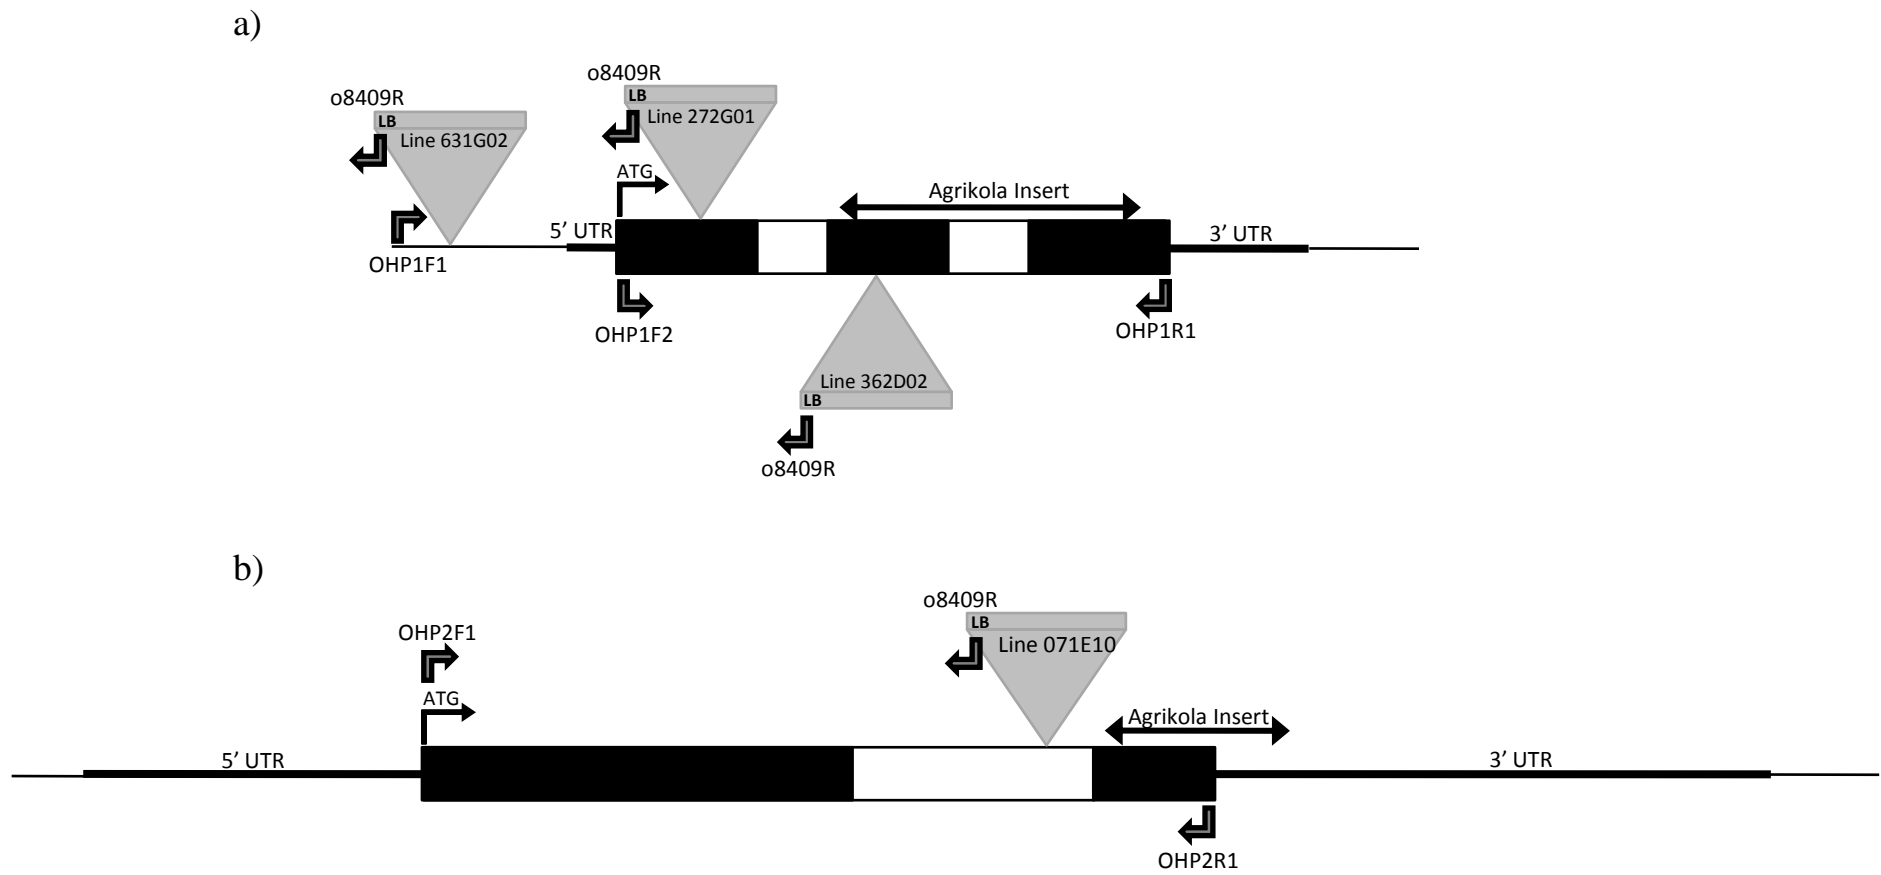 a)
o8409R
LB
Line 631G02
OHP1F1
o8409R
LB
Line 272G01
ATG
5’ UTR
Agrikola Insert
3’ UTR
OHP1F2
OHP1R1
Line 362D02
LB
o8409R
b)
OHP2F1
ATG
5’ UTR
o8409R
LB
Line 071E10
Agrikola Insert
3’ UTR
OHP2R1